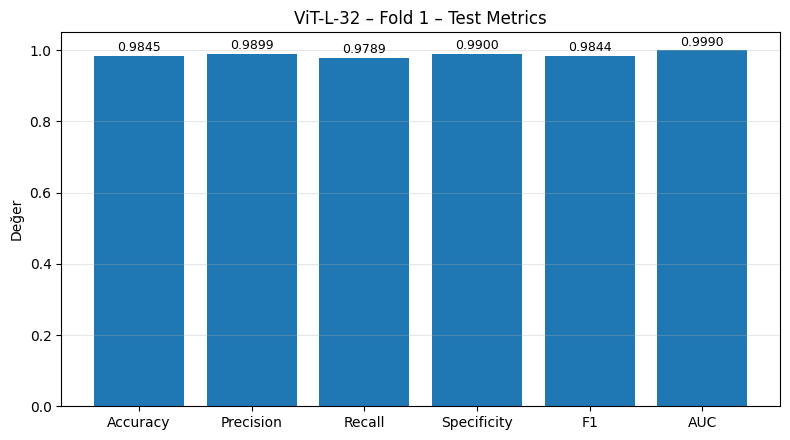 ViT-L-32 – Fold 1 – Test Metrics
Değer
1.0
0.8
0.6
0.4
0.2
0.0
0.9845
0.9899
0.9789
0.9900
0.9844
0.9990
Accuracy
Precision
Recall
Specificity
F1
AUC